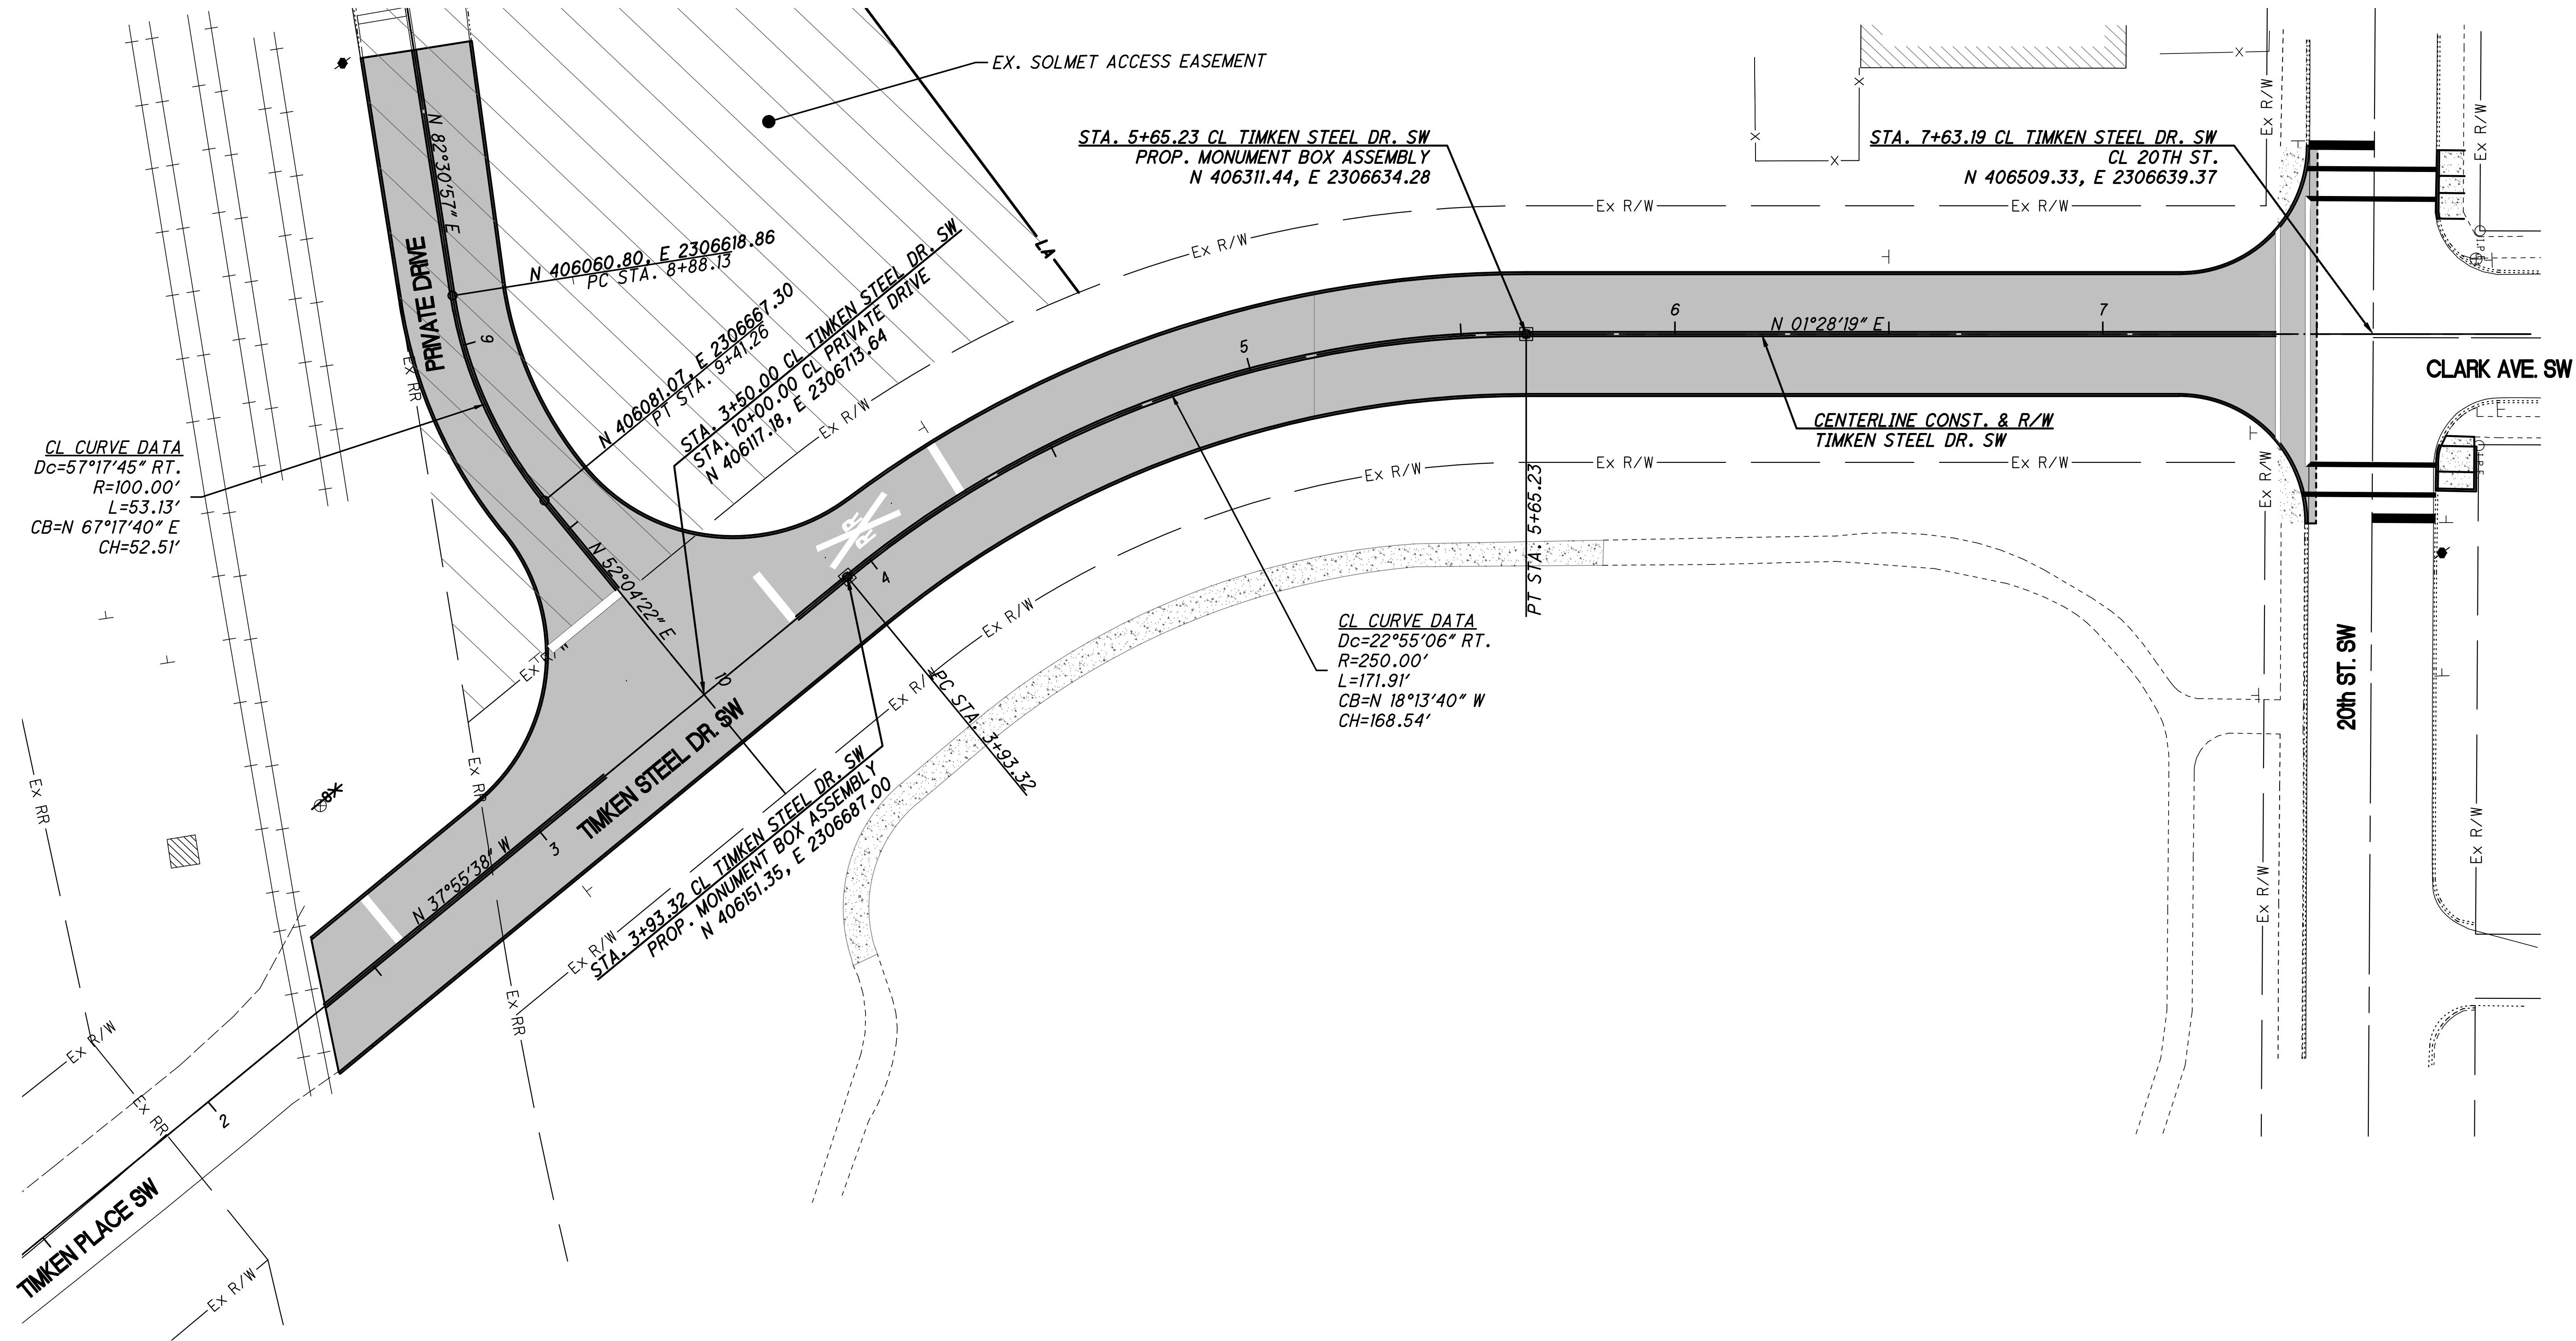 EX. SOLMET ACCESS EASEMENT
STA. 5+65.23 CL TIMKEN STEEL DR. SW
PROP. MONUMENT BOX ASSEMBLY
N 406311.44, E 2306634.28
STA. 7+63.19 CL TIMKEN STEEL DR. SW
CL 20TH ST.
N 406509.33, E 2306639.37
Ex R/W
Ex R/W
N 82°30'57" E
PRIVATE DRIVE
N 406060.80, E 2306618.86
PC STA. 8+88.13
LA
Ex R/W
Ex R/W
Ex R/W
9
N 406081.07, E 2306667.30
PT STA. 9+41.26
STA. 3+50.00 CL TIMKEN STEEL DR. SW
STA. 10+00.00 CL PRIVATE DRIVE
N 406117.18, E 2306713.64
Ex R/W
Ex RR
5
6
N 01°28'19" E
7
CLARK AVE. SW
CENTERLINE CONST. & R/W
TIMKEN STEEL DR. SW
CL CURVE DATA
Dc=57°17'45" RT.
R=100.00'
L=53.13'
CB=N 67°17'40" E
CH=52.51'
Ex R/W
Ex R/W
Ex R/W
Ex R/W
RR
4
N 52°04'22" E
Ex R/W
PT STA. 5+65.23
CL CURVE DATA
Dc=22°55'06" RT.
R=250.00'
L=171.91'
CB=N 18°13'40" W
CH=168.54'
Ex R/W
Ex R/W
10
PC STA. 3+93.32
20th ST. SW
TIMKEN STEEL DR. SW
Ex RR
Ex RR
3
N 37°55'38" W
STA. 3+93.32 CL TIMKEN STEEL DR. SW
PROP. MONUMENT BOX ASSEMBLY
N 406151.35, E 2306687.00
Ex R/W
Ex R/W
Ex R/W
Ex RR
Ex R/W
Ex RR
2
TIMKEN PLACE SW
Ex R/W